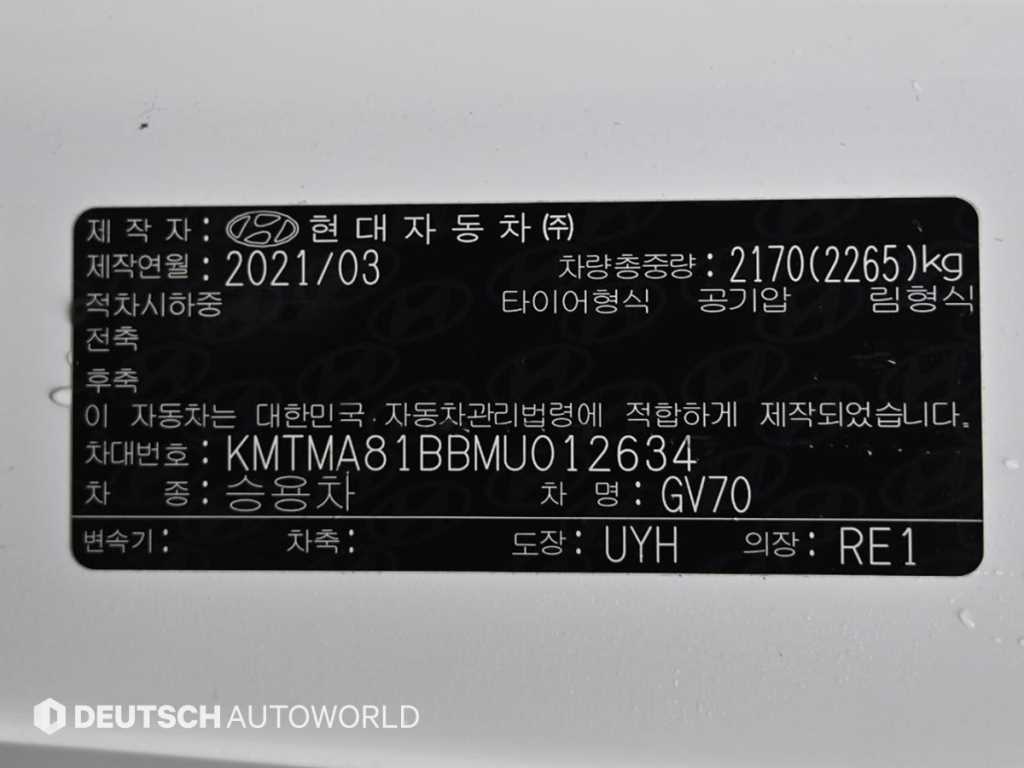 제 작 자 : 현대자동차㈜
제작연월 : 2021/03 차량총중량 : 2170(2265)kg
적차시하중 타이어형식 공기압 림형식
전축
후축
이 자동차는 대한민국 자동차관리법령에 적합하게 제작되었습니다.
차대번호 : KMTMA81BBMU012634
차 종 : 승용차 차 명 : GV70
변속기 : 차축 : 도장 : UYH 의장 : RE1
DEUTSCH AUTOWORLD